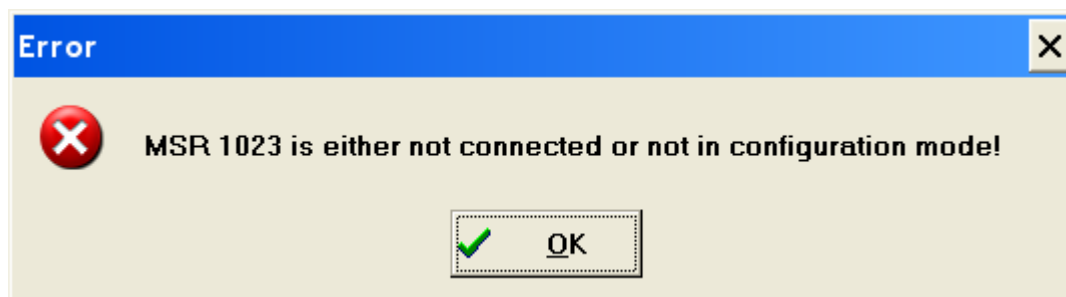 Error
MSR 1023 is either not connected or not in configuration mode!
OK